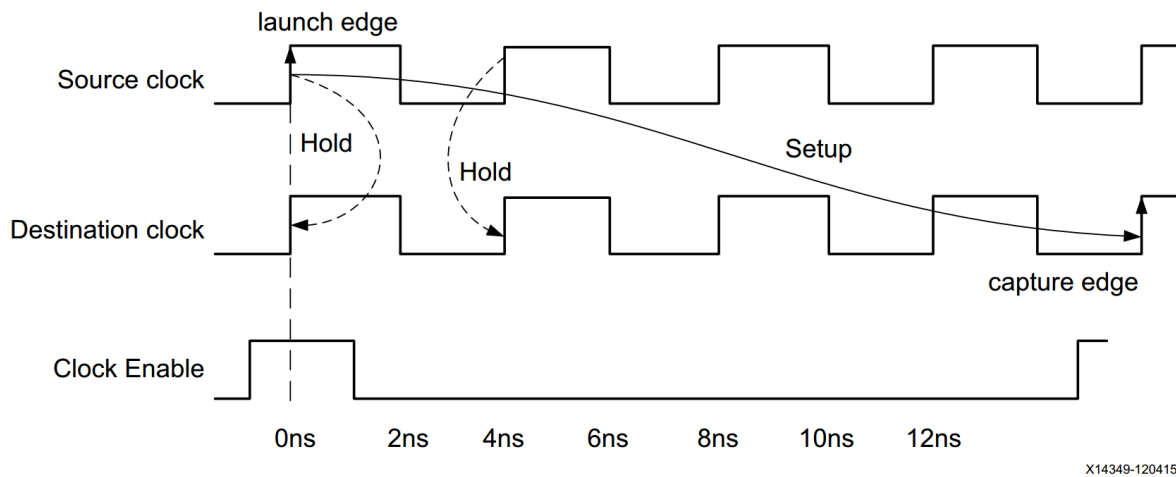 launch edge
Source clock
Hold
Hold
Setup
Destination clock
capture edge
Clock Enable
0ns 2ns 4ns 6ns 8ns 10ns 12ns
X14349-120415